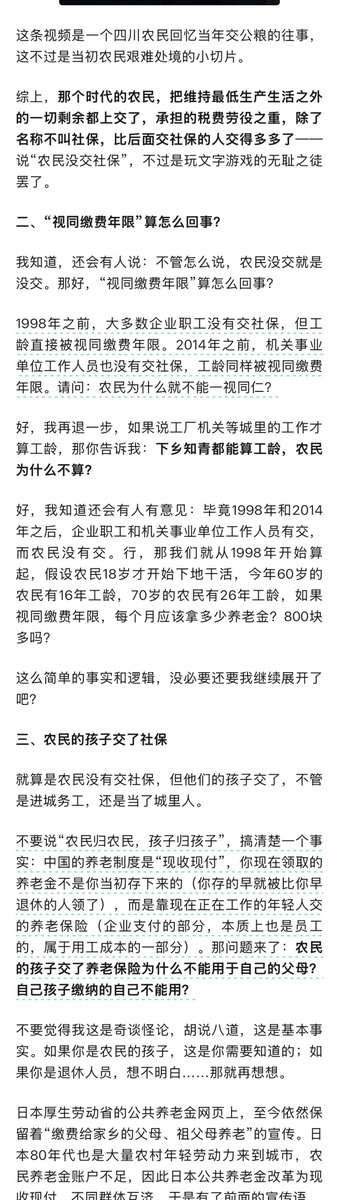 这条视频是一个四川农民回忆当年交公粮的往事，
这不过是当初农民艰难处境的小切片。
综上，那个时代的农民，把维持最低生产生活之外
的一切剩余都上交了，承担的税费劳役之重，除了
名称不叫社保，比后面交社保的人交得多多了——
说“农民没交社保”，不过是玩文字游戏的无耻之徒
罢了。
二、“视同缴费年限”算怎么回事？
我知道，还会有人说：不管怎么说，农民没交就是
没交。那好，“视同缴费年限”算怎么回事？
1998年之前，大多数企业职工没有交社保，但工
龄直接被视同缴费年限。2014年之前，机关事业
单位工作人员也没有交社保，工龄同样被视同缴费
年限。请问：农民为什么就不能一视同仁？
好，我再退一步，如果说工厂机关等城里的工作才
算工龄，那你告诉我：下乡知青都能算工龄，农民
为什么不算？
好，我知道还会有人有意见：毕竟1998年和2014
年之后，企业职工和机关事业单位工作人员有交，
而农民没有交。行，那我们就从1998年开始算
起，假设农民18岁才开始下地干活，今年60岁的
农民有16年工龄，70岁的农民有26年工龄，如果
视同缴费年限，每个月应该拿多少养老金？800块
多吗？
这么简单的事实和逻辑，没必要还要我继续展开了
吧？
三、农民的孩子交了社保
就算是农民没有交社保，但他们的孩子交了，不管
是进城务工，还是当了城里人。
不要说“农民归农民，孩子归孩子”，搞清楚一个事
实：中国的养老制度是“现收现付”，你现在领取的
养老金不是你当初存下来的（你存的早就被比你早
退休的人领了），而是靠现在正在工作的年轻人交
的养老保险（企业支付的部分，本质上也是员工
的，属于用工成本的一部分）。那问题来了：农民
的孩子交了养老保险为什么不能用于自己的父母？
自己孩子缴纳的自己不能用？
不要觉得我这是奇谈怪论，胡说八道，这是基本事
实。如果你是农民的孩子，这是你需要知道的；如
果你是退休人员，想不明白……那就再想想。
日本厚生劳动省的公共养老金网页上，至今依然保
留着“缴费给家乡的父母、祖父母养老”的宣传。日
本80年代也是大量农村年轻劳动力来到城市，农
民养老金账户不足，因此日本公共养老金改革为现
收现付，不同群体互济，于是有了前面的宣传语。